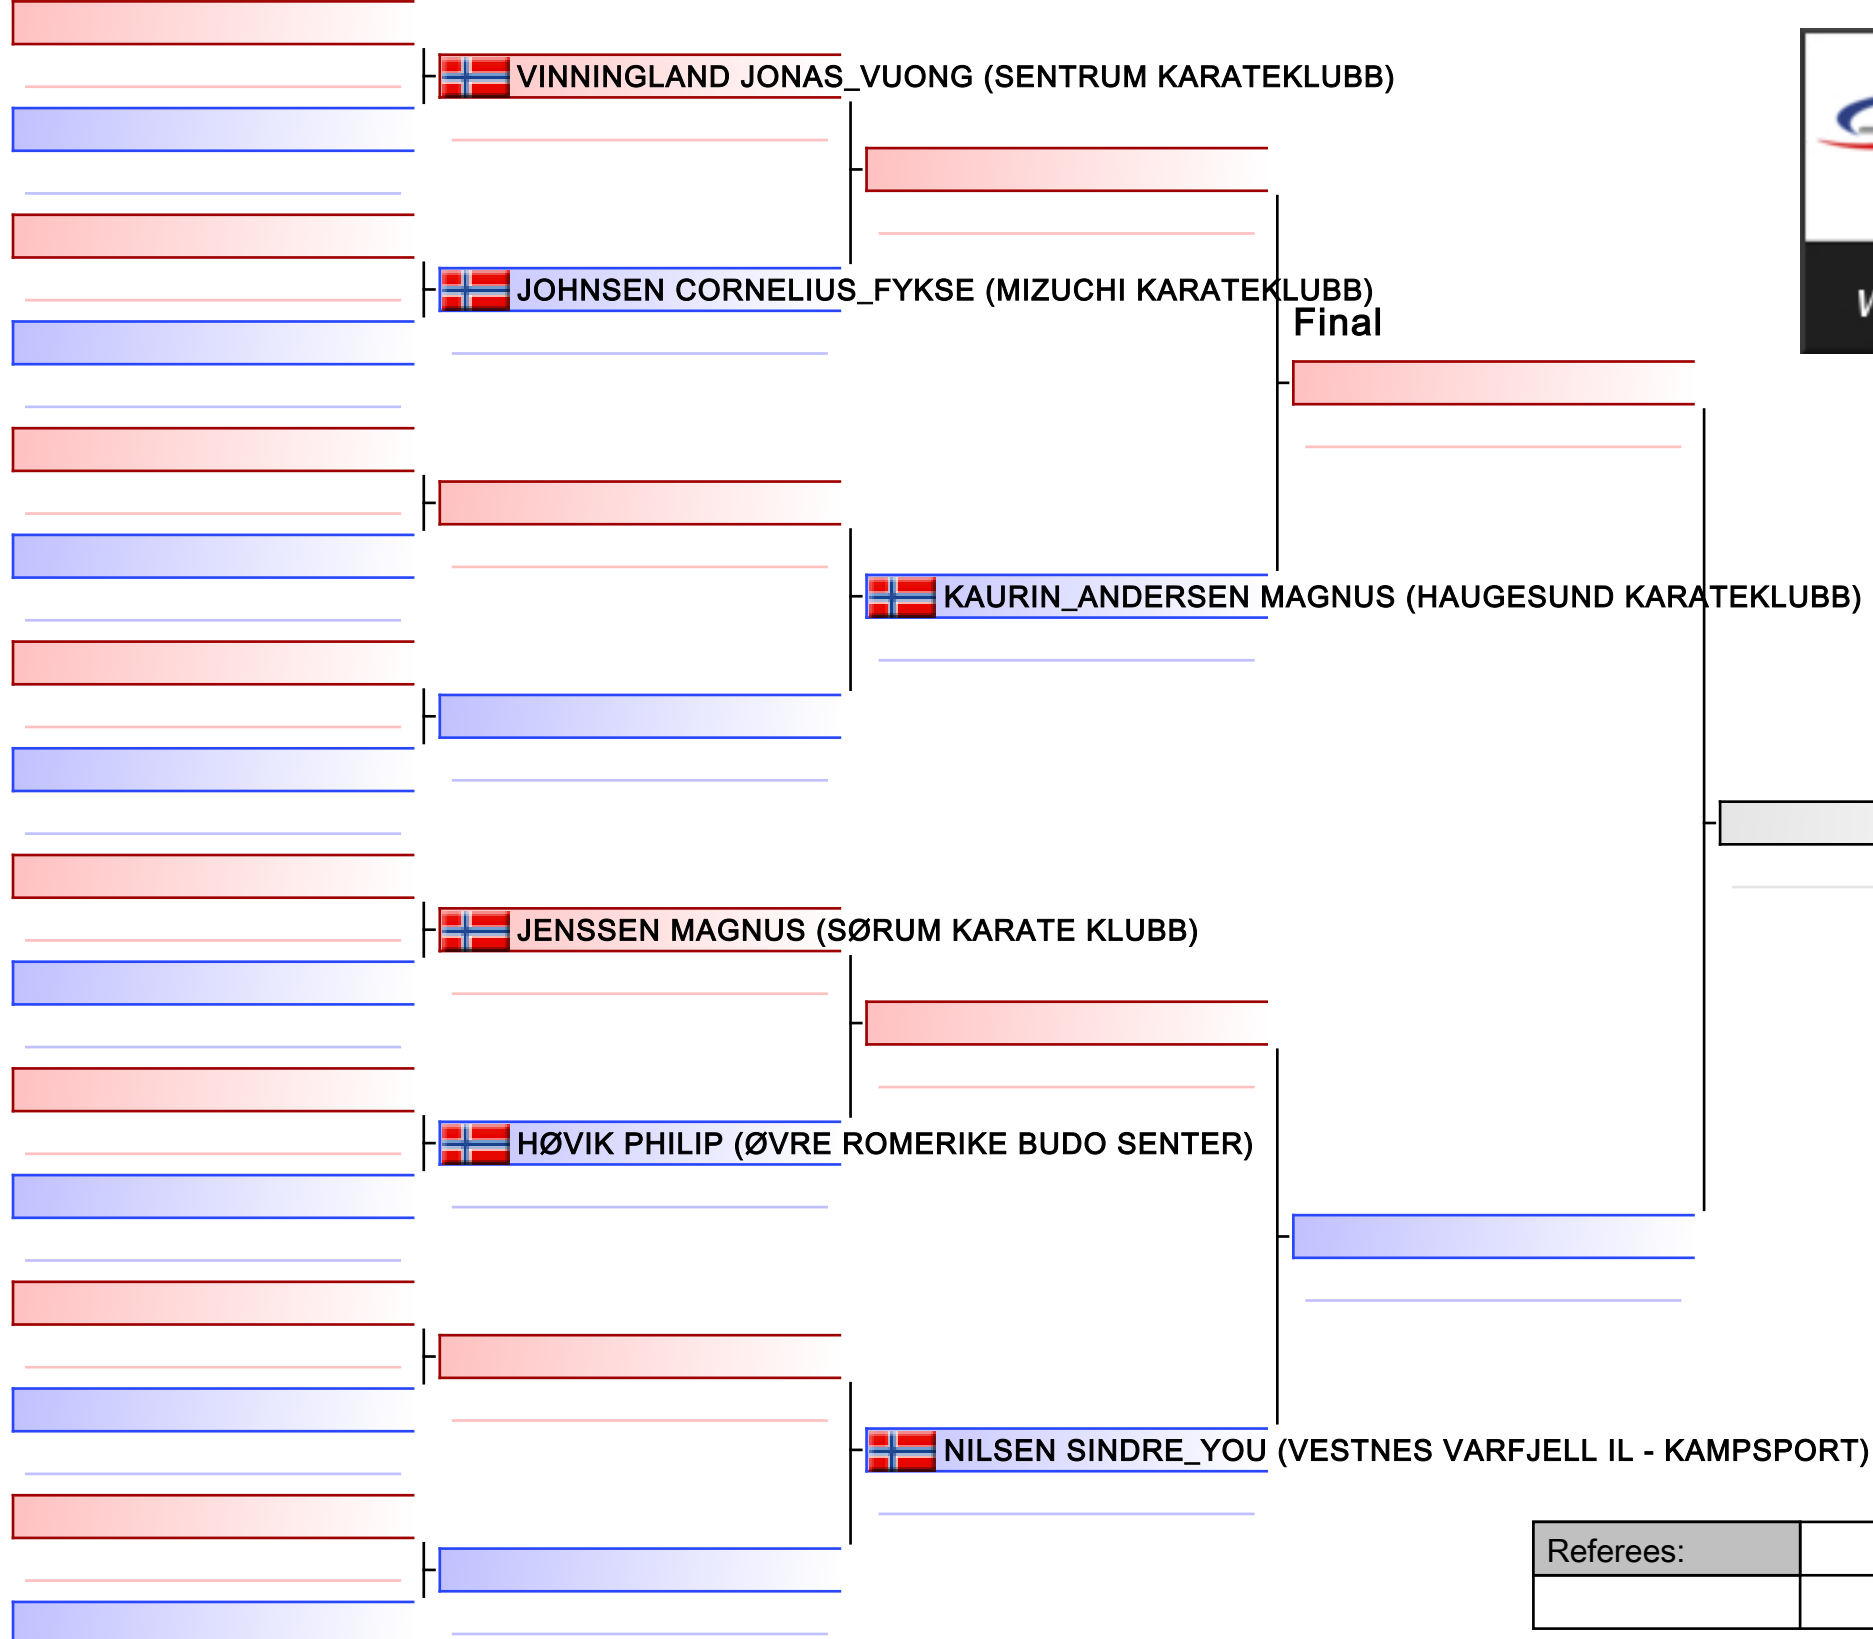 VINNINGLAND JONAS_VUONG (SENTRUM KARATEKLUBB)
JOHNSEN CORNELIUS_FYKSE (MIZUCHI KARATEKLUBB)
Final
KAURIN_ANDERSEN MAGNUS (HAUGESUND KARATEKLUBB)
JENSSEN MAGNUS (SØRUM KARATE KLUBB)
HØVIK PHILIP (ØVRE ROMERIKE BUDO SENTER)
NILSEN SINDRE_YOU (VESTNES VARFJELL IL - KAMPSPORT)
Referees: